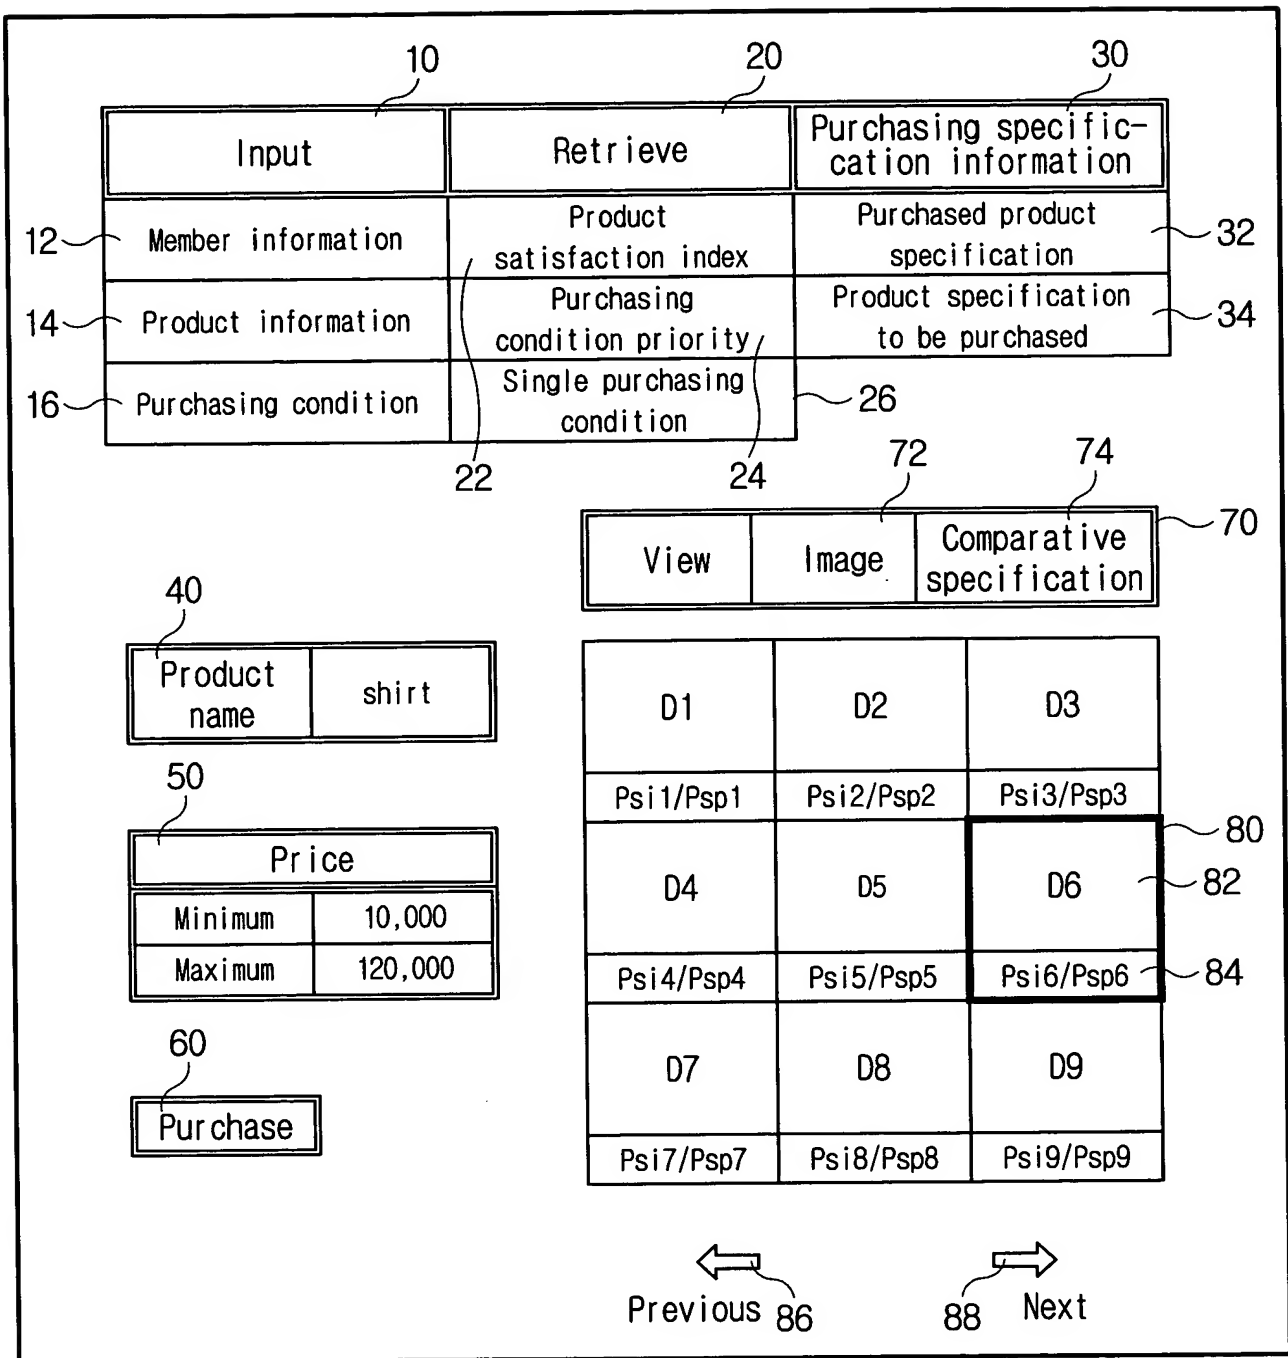 10
20
30
Input
Retrieve
Purchasing specific-
cation information
12
Member information
Product
satisfaction index
Purchased product
specification
32
14
Product information
Purchasing
condition priority
Product specification
to be purchased
34
16
Purchasing condition
Single purchasing
condition
26
22
24
72
74
View
Image
Comparative
specification
70
40
Product
name
shirt
50
Price
Minimum
10,000
Maximum
120,000
60
Purchase
D1
D2
D3
Psi1/Psp1
Psi2/Psp2
Psi3/Psp3
80
D4
D5
D6
82
Psi4/Psp4
Psi5/Psp5
Psi6/Psp6
84
D7
D8
D9
Psi7/Psp7
Psi8/Psp8
Psi9/Psp9
Previous
86
88
Next